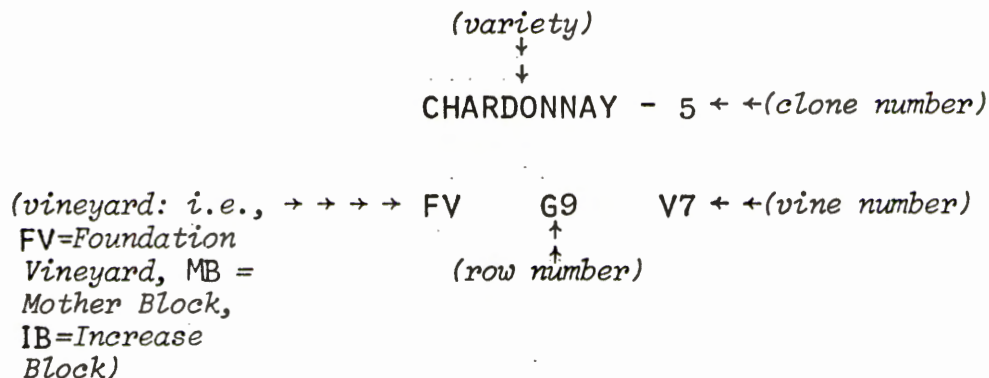 (variety)
↓
↓
CHARDONNAY - 5 ← ←(clone number)
(vineyard: i.e., → → → → FV G9 V7 ← ←(vine number)
FV=Foundation
Vineyard, MB =
Mother Block,
IB=Increase
Block)
↑
↑
(row number)